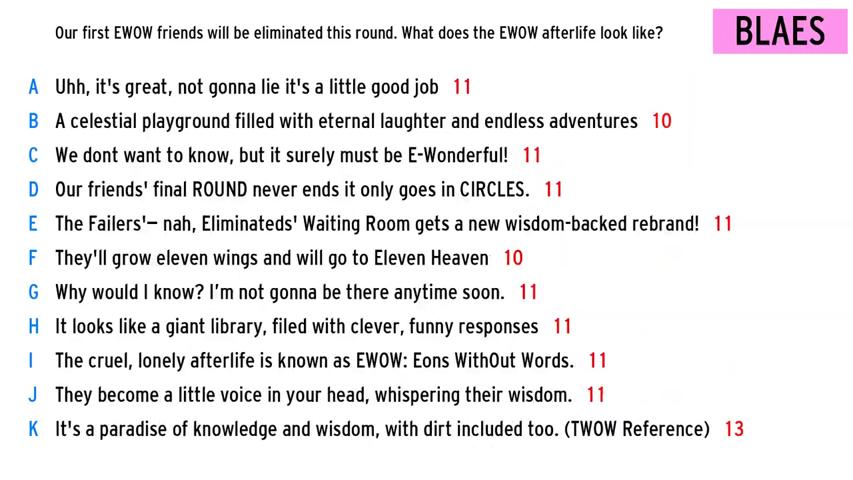 Our first EWOW friends will be eliminated this round. What does the EWOW afterlife look like?
BLAES
A Uhh, it's great, not gonna lie it's a little good job 11
B A celestial playground filled with eternal laughter and endless adventures 10
C We dont want to know, but it surely must be E-Wonderful! 11
D Our friends' final ROUND never ends it only goes in CIRCLES. 11
E The Failers'– nah, Eliminateds' Waiting Room gets a new wisdom-backed rebrand! 11
F They'll grow eleven wings and will go to Eleven Heaven 10
G Why would I know? I’m not gonna be there anytime soon. 11
H It looks like a giant library, filed with clever, funny responses 11
I The cruel, lonely afterlife is known as EWOW: Eons WithOut Words. 11
J They become a little voice in your head, whispering their wisdom. 11
K It's a paradise of knowledge and wisdom, with dirt included too. (TWOW Reference) 13